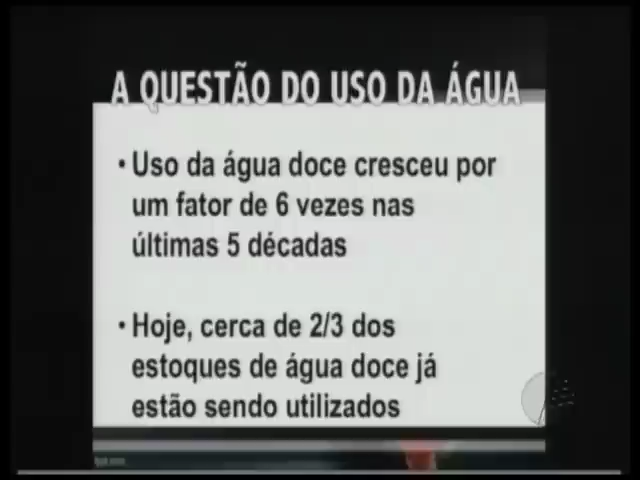 A QUESTÃO DO USO DA ÁGUA
• Uso da água doce cresceu por
um fator de 6 vezes nas
últimas 5 décadas
• Hoje, cerca de 2/3 dos
estoques de água doce já
estão sendo utilizados